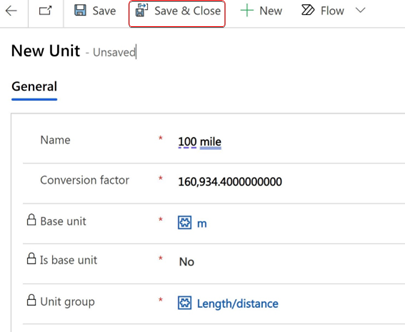 Save Save & Close New Flow
New Unit - Unsaved
General
Name * 100 mile
Conversion factor * 160,934.4000000000
Base unit * m
Is base unit * No
Unit group * Length/distance